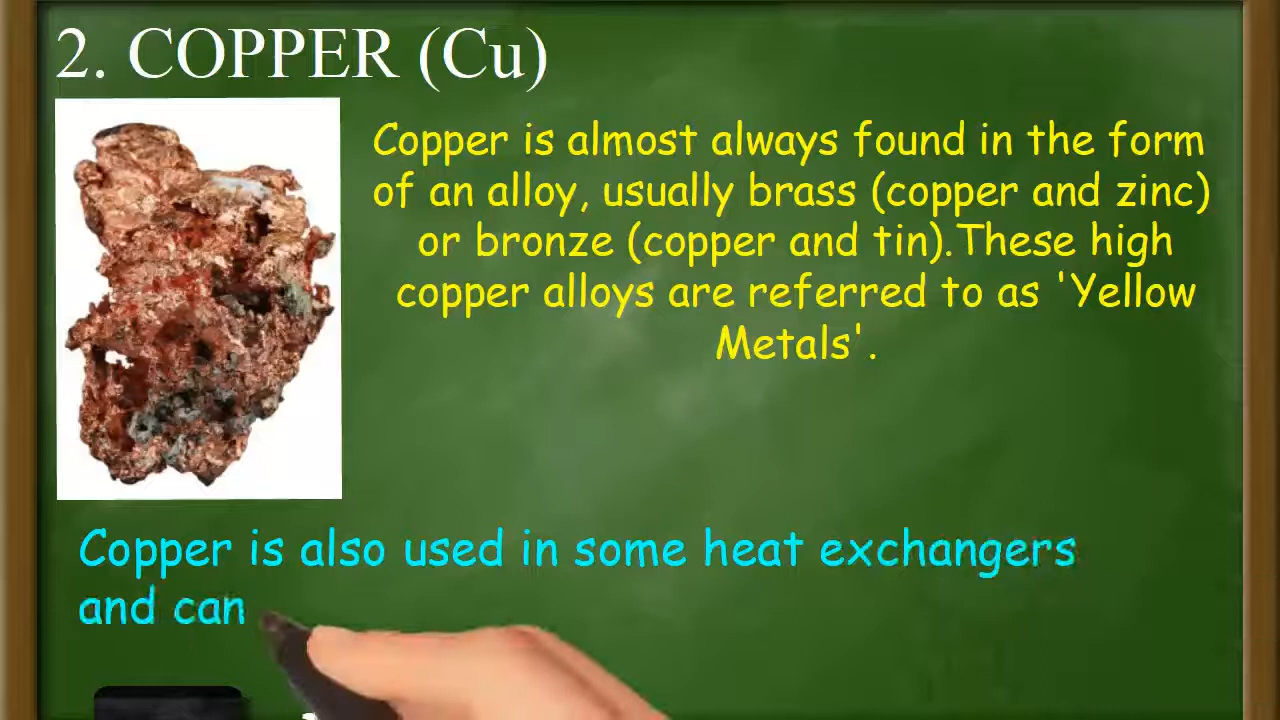 2. COPPER (Cu)
Copper is almost always found in the form
of an alloy, usually brass (copper and zinc)
or bronze (copper and tin).These high
copper alloys are referred to as 'Yellow
Metals'.
Copper is also used in some heat exchangers
and can